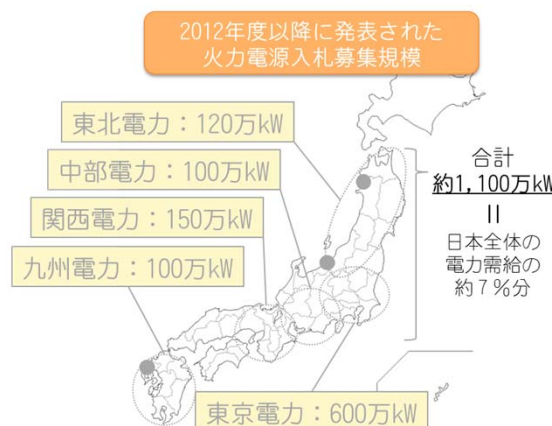 2012年度以降に発表された
火力電源入札募集規模
東北電力：120万kW
中部電力：100万kW
関西電力：150万kW
九州電力：100万kW
東京電力：600万kW
合計
約1,100万kW
＝
日本全体の
電力需給の
約７％分